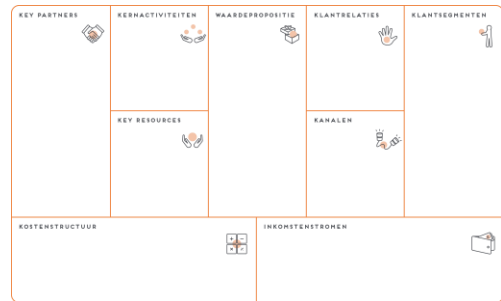 KEY PARTNERS
KERNACTIVITEITEN
WAARDEPROPOSITIE
KLANTRELATIES
KLANTSEGMENTEN
KEY RESOURCES
KANALEN
KOSTENSTRUCTUUR
INKOMSTENSTROMEN